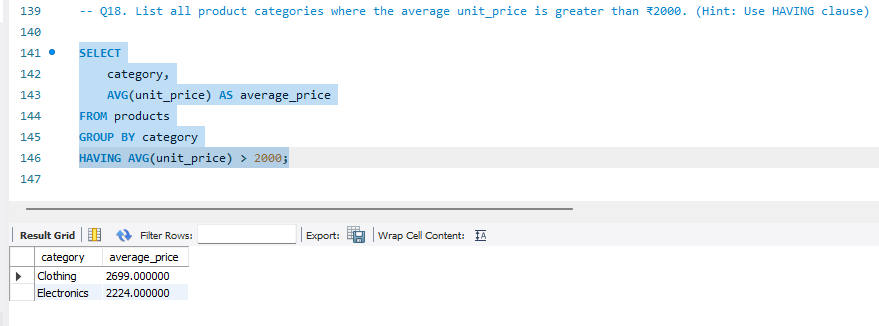 139 -- Q18. List all product categories where the average unit_price is greater than ₹2000. (Hint: Use HAVING clause)
140
141 SELECT
142 category,
143 AVG(unit_price) AS average_price
144 FROM products
145 GROUP BY category
146 HAVING AVG(unit_price) > 2000;
147
Result Grid Filter Rows: Export: Wrap Cell Content:
category average_price
Clothing 2699.000000
Electronics 2224.000000